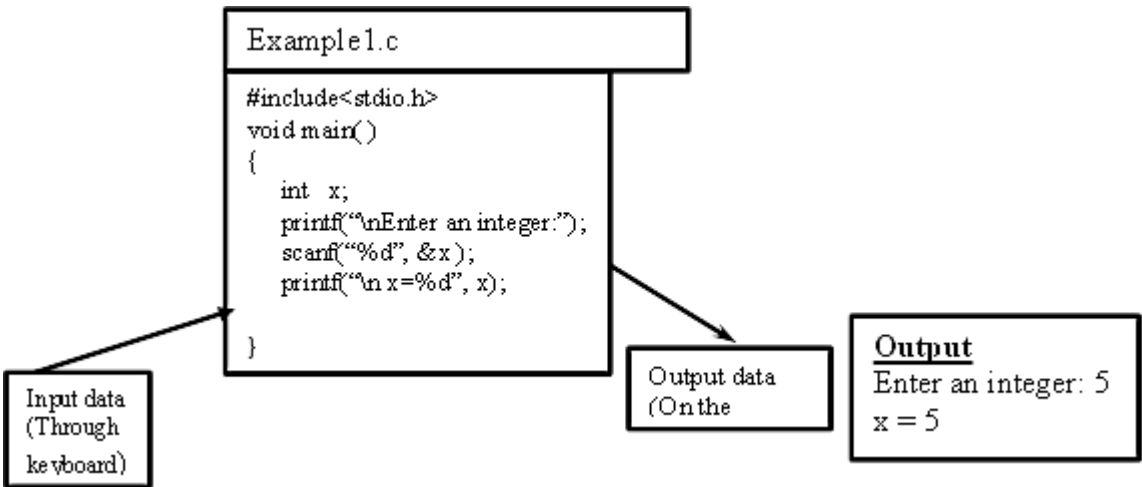 Example1.c
#include<stdio.h>
void main( )
{
int x;
printf(“\nEnter an integer:”);
scanf(“%d”, &x );
printf(“\n x=%d”, x);
}
Input data
(Through
keyboard)
Output data
(On the
Output
Enter an integer: 5
x = 5